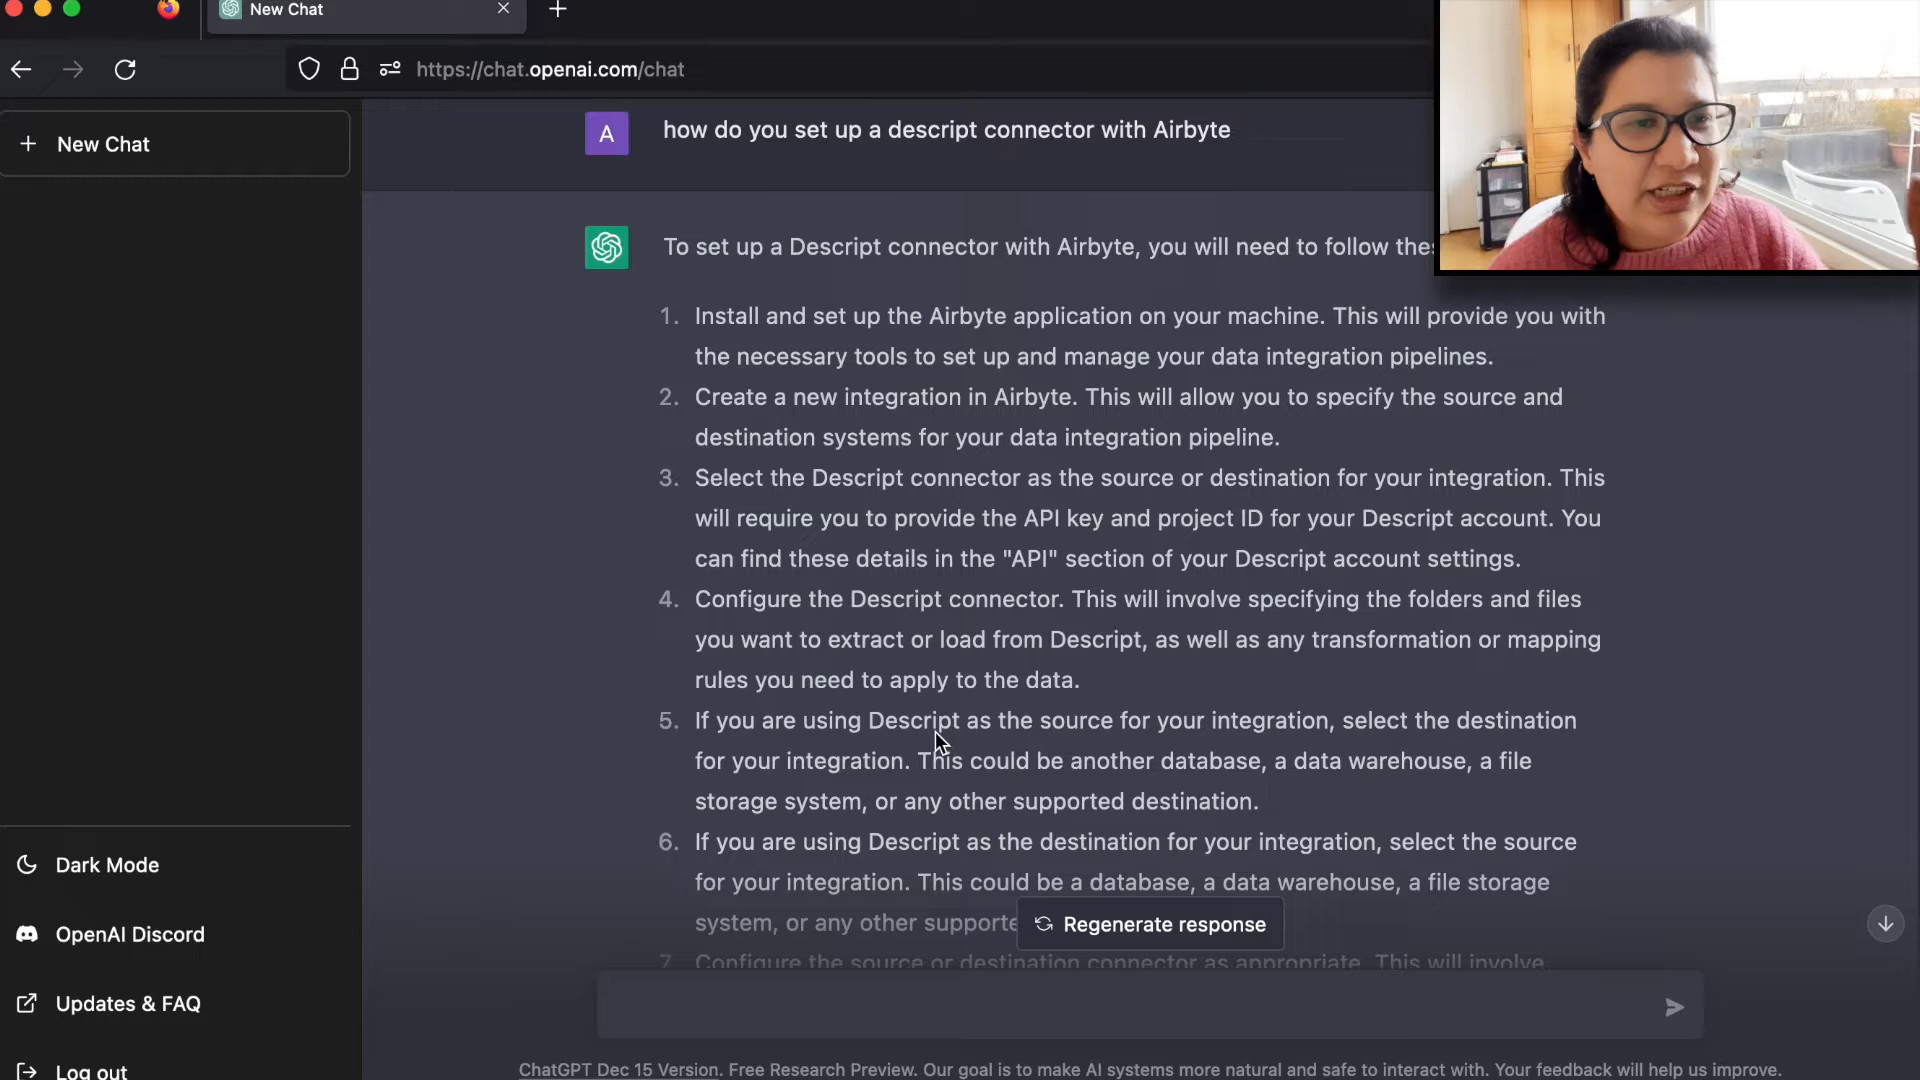 New Chat
https://chat.openai.com/chat
New Chat
A
how do you set up a descript connector with Airbyte
To set up a Descript connector with Airbyte, you will need to follow thes
1. Install and set up the Airbyte application on your machine. This will provide you with
the necessary tools to set up and manage your data integration pipelines.
2. Create a new integration in Airbyte. This will allow you to specify the source and
destination systems for your data integration pipeline.
3. Select the Descript connector as the source or destination for your integration. This
will require you to provide the API key and project ID for your Descript account. You
can find these details in the "API" section of your Descript account settings.
4. Configure the Descript connector. This will involve specifying the folders and files
you want to extract or load from Descript, as well as any transformation or mapping
rules you need to apply to the data.
5. If you are using Descript as the source for your integration, select the destination
for your integration. This could be another database, a data warehouse, a file
storage system, or any other supported destination.
6. If you are using Descript as the destination for your integration, select the source
for your integration. This could be a database, a data warehouse, a file storage
system, or any other supporte
Regenerate response
7. Configure the source or destination connector as appropriate. This will involve
Dark Mode
OpenAI Discord
Updates & FAQ
Log out
ChatGPT Dec 15 Version. Free Research Preview. Our goal is to make AI systems more natural and safe to interact with. Your feedback will help us improve.